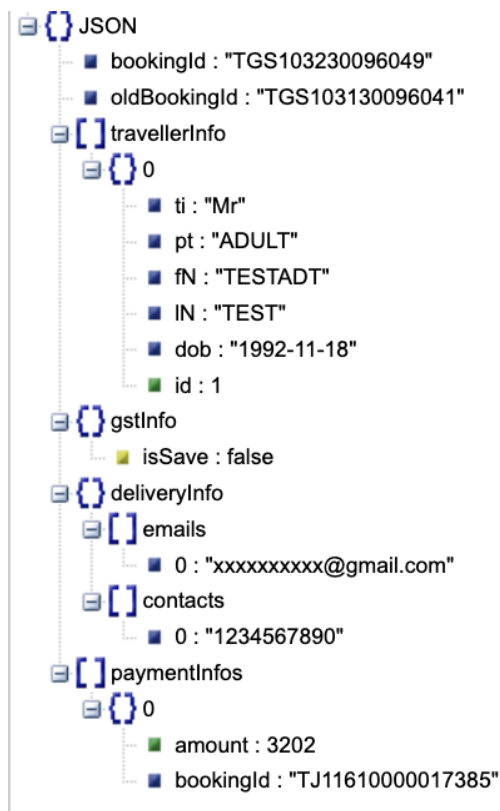 JSON
bookingId : "TGS103230096049"
oldBookingId : "TGS103130096041"
travellerInfo
0
ti : "Mr"
pt : "ADULT"
fN : "TESTADT"
lN : "TEST"
dob : "1992-11-18"
id : 1
gstInfo
isSave : false
deliveryInfo
emails
0 : "xxxxxxxxxx@gmail.com"
contacts
0 : "1234567890"
paymentInfos
0
amount : 3202
bookingId : "TJ11610000017385"